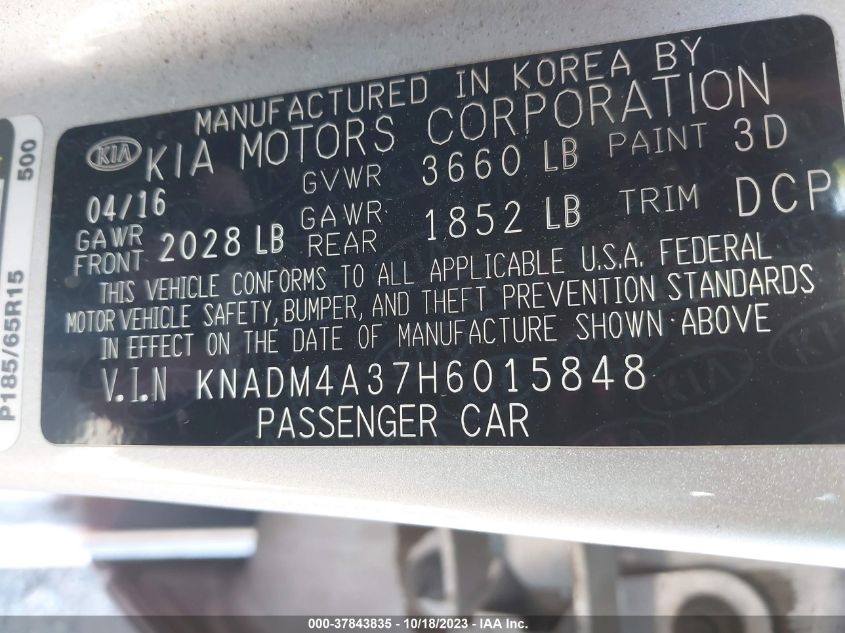 MANUFACTURED IN KOREA BY
KIA KIA MOTORS CORPORATION
04/16 GVWR 3660 LB PAINT 3D
GAWR FRONT 2028 LB GAWR REAR 1852 LB TRIM DCP
THIS VEHICLE CONFORMS TO ALL APPLICABLE U.S.A. FEDERAL
MOTOR VEHICLE SAFETY, BUMPER, AND THEFT PREVENTION STANDARDS
IN EFFECT ON THE DATE OF MANUFACTURE SHOWN ABOVE
V.I.N KNADM4A37H6015848
PASSENGER CAR
P185/65R15
500
000-37843835 - 10/18/2023 - IAA Inc.